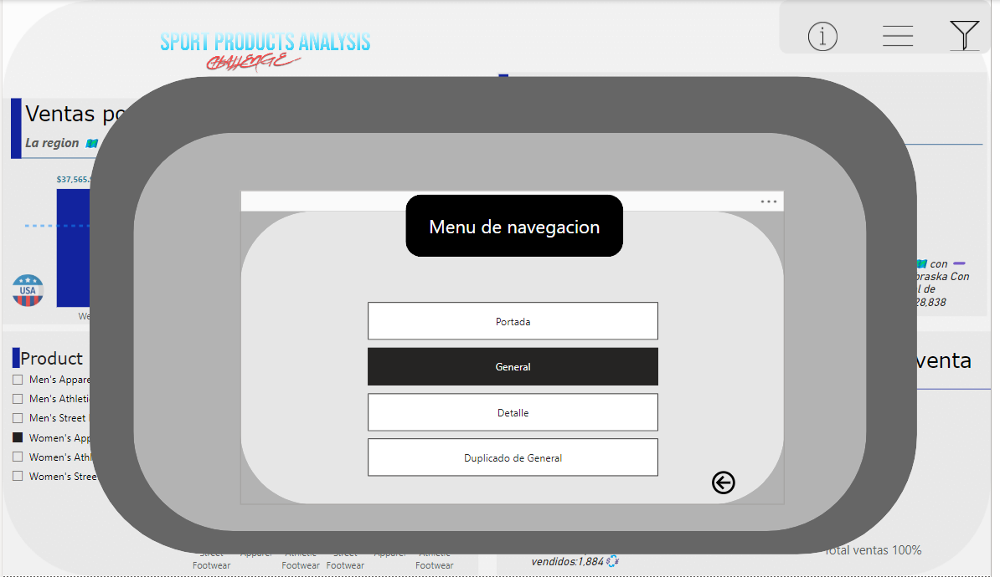 SPORT PRODUCTS ANALYSIS
CHALLENGE
Ventas po
La region
$37,565.
USA
We
Menu de navegacion
Portada
General
Detalle
Duplicado de General
con
braska Con
l de
28,838
venta
Product
Men's Appare
Men's Athletic
Men's Street
Women's App
Women's Athl
Women's Stree
Street
Footwear
Apparel
Athletic
Footwear
Street
Footwear
Apparel
Athletic
Footwear
vendidos:1,884
Total ventas 100%